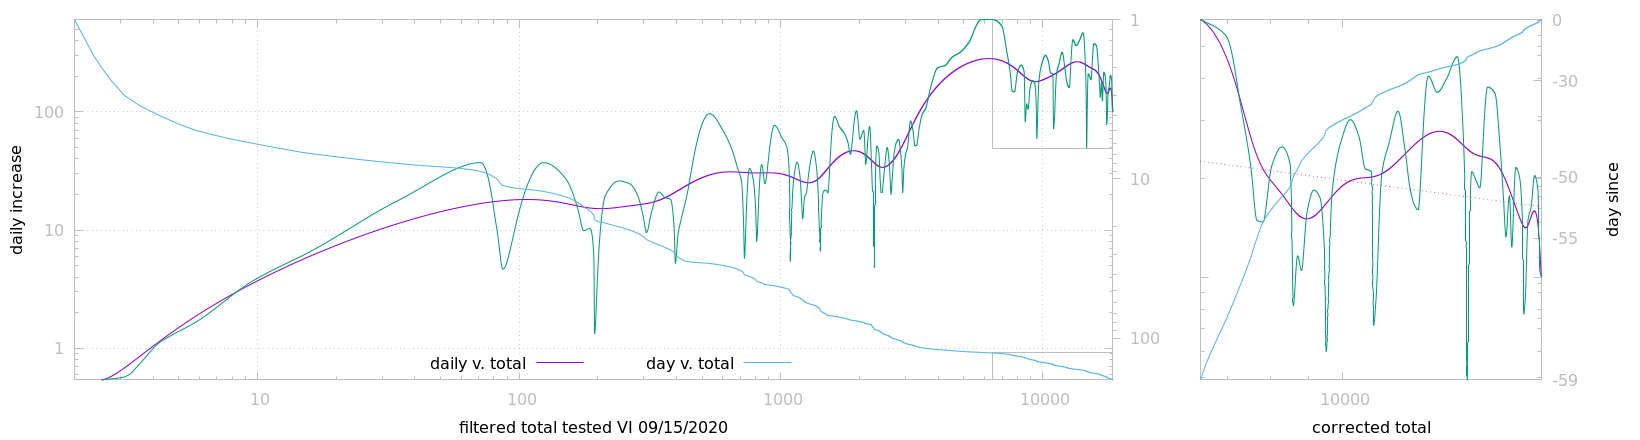 daily increase
100
10
1
daily v. total
day v. total
10
100
1000
10000
filtered total tested VI 09/15/2020
1
10
100
10000
corrected total
0
-30
-50
-55
-59
day since